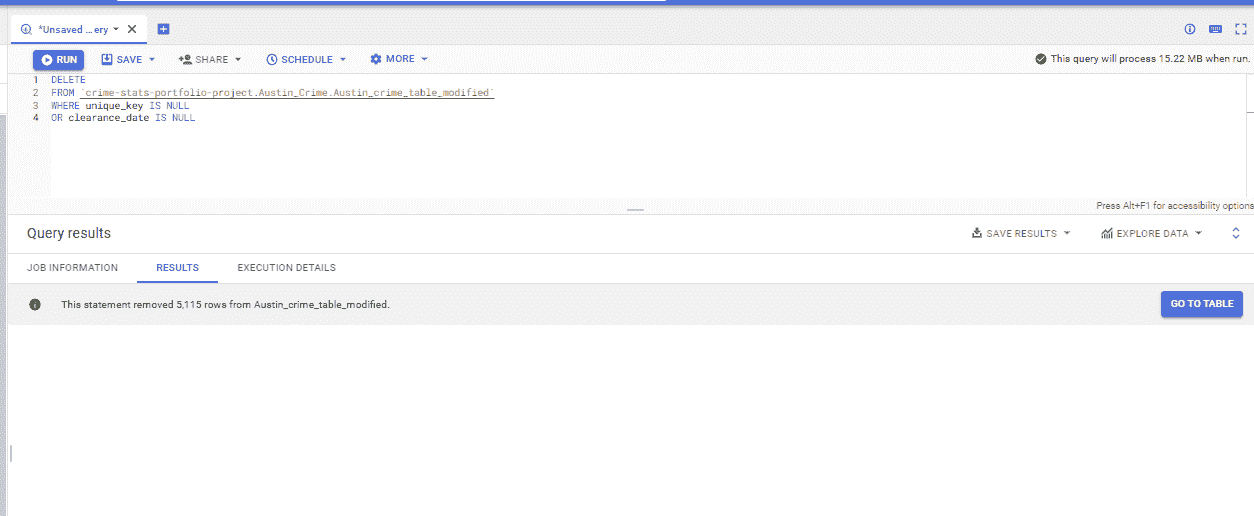 *Unsaved ...ery
RUN SAVE SHARE SCHEDULE MORE This query will process 15.22 MB when run.
1 DELETE
2 FROM `crime-stats-portfolio-project.Austin_Crime.Austin_crime_table_modified`
3 WHERE unique_key IS NULL
4 OR clearance_date IS NULL
Press Alt+F1 for accessibility options
Query results SAVE RESULTS EXPLORE DATA
JOB INFORMATION RESULTS EXECUTION DETAILS
This statement removed 5,115 rows from Austin_crime_table_modified. GO TO TABLE